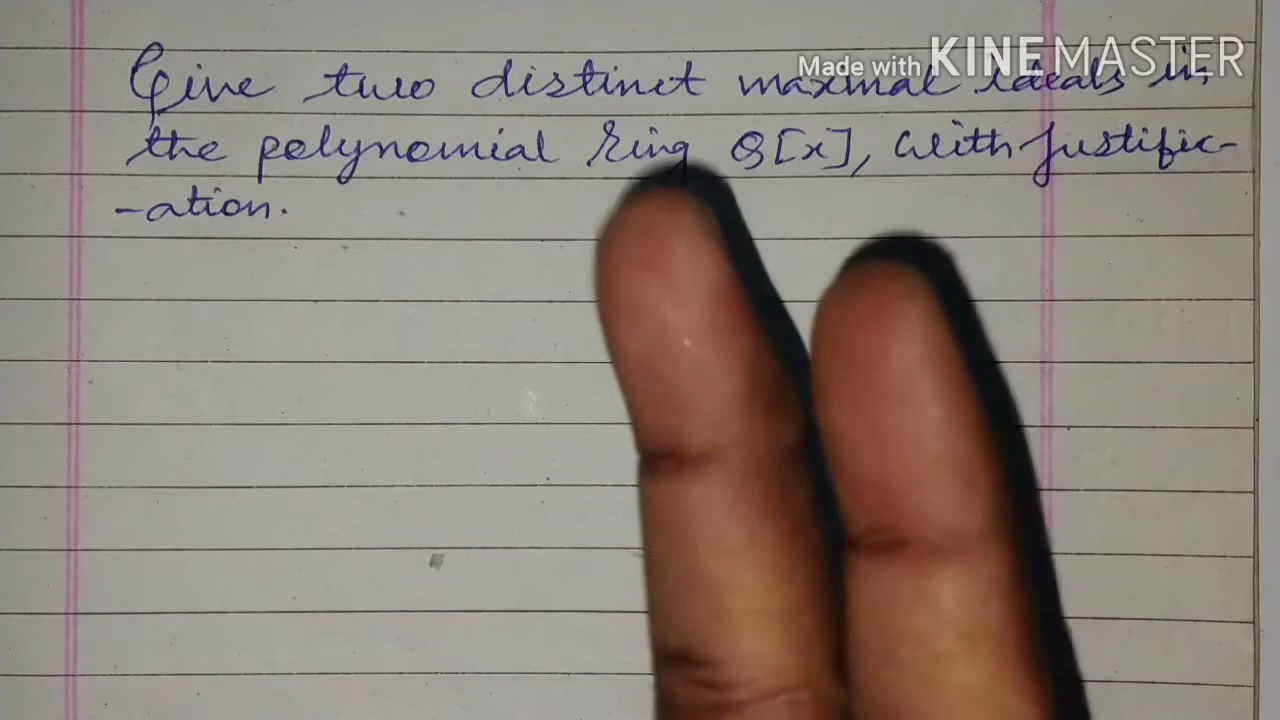 Made with KINEMASTER
Give two distinct maximal ideals in
the polynomial ring Q[x], with Justific-
-ation.